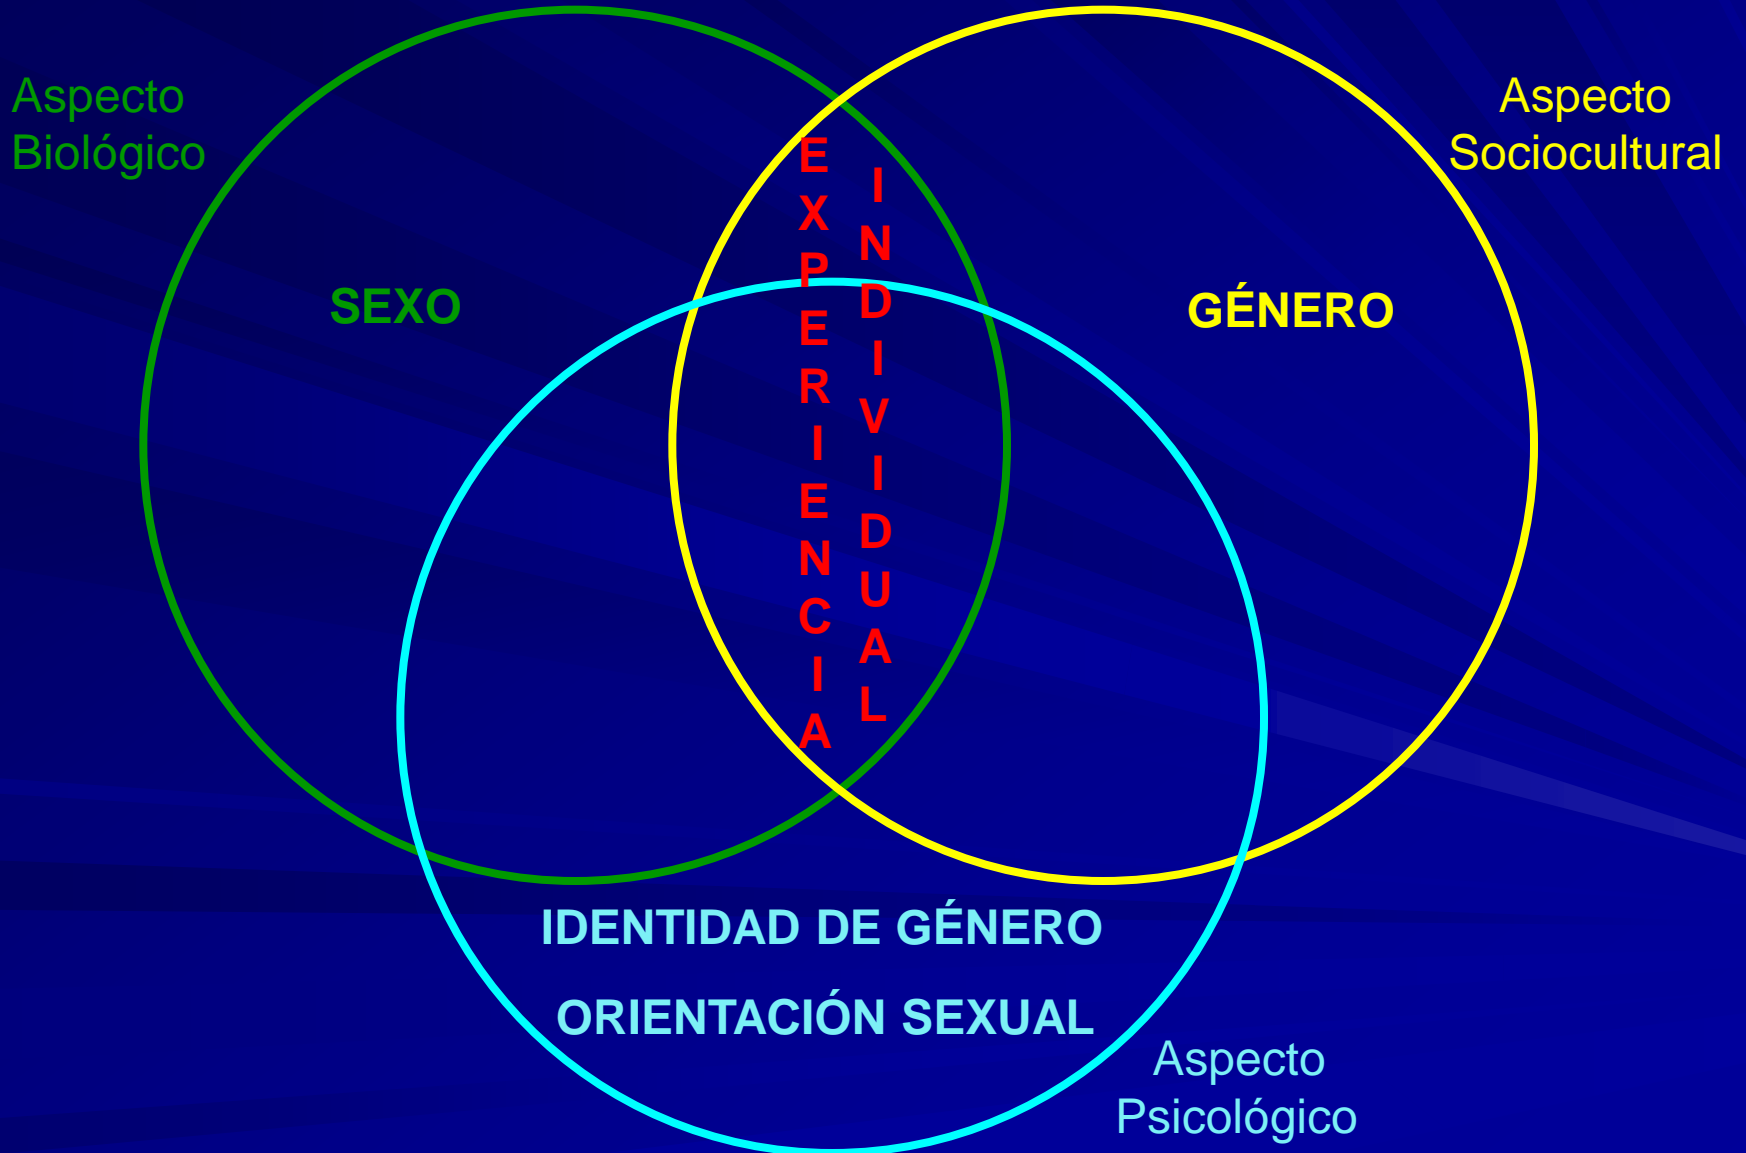 Aspecto
Biológico
Aspecto
Sociocultural
EXPERIENCIA
INDIVIDUAL
SEXO
GÉNERO
IDENTIDAD DE GÉNERO
ORIENTACIÓN SEXUAL
Aspecto
Psicológico